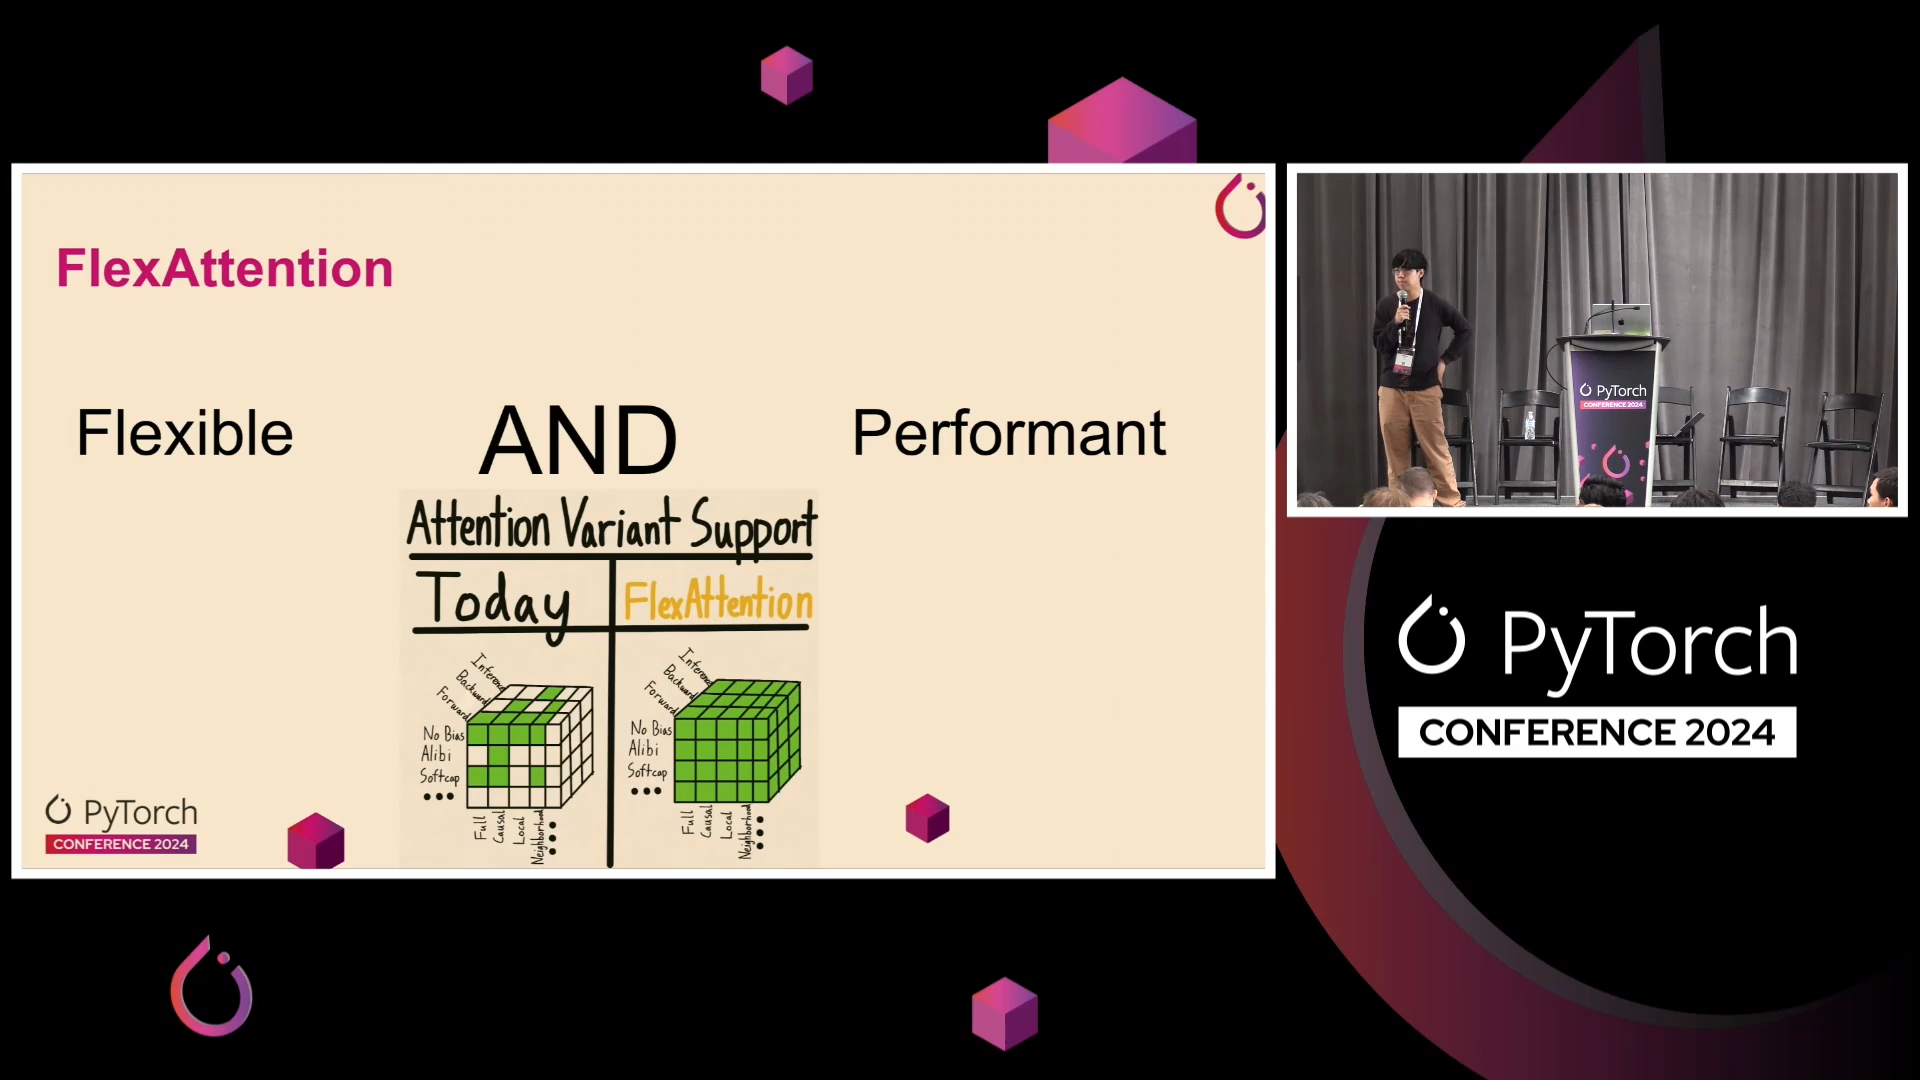 FlexAttention
Flexible AND Performant
Attention Variant Support
Today FlexAttention
Inference
Backward
Forward
No Bias
Alibi
Softcap
Full
Causal
Local
Neighborhood
Inference
Backward
Forward
No Bias
Alibi
Softcap
Full
Causal
Local
Neighborhood
PyTorch
CONFERENCE 2024
PyTorch
CONFERENCE 2024
PyTorch
CONFERENCE 2024